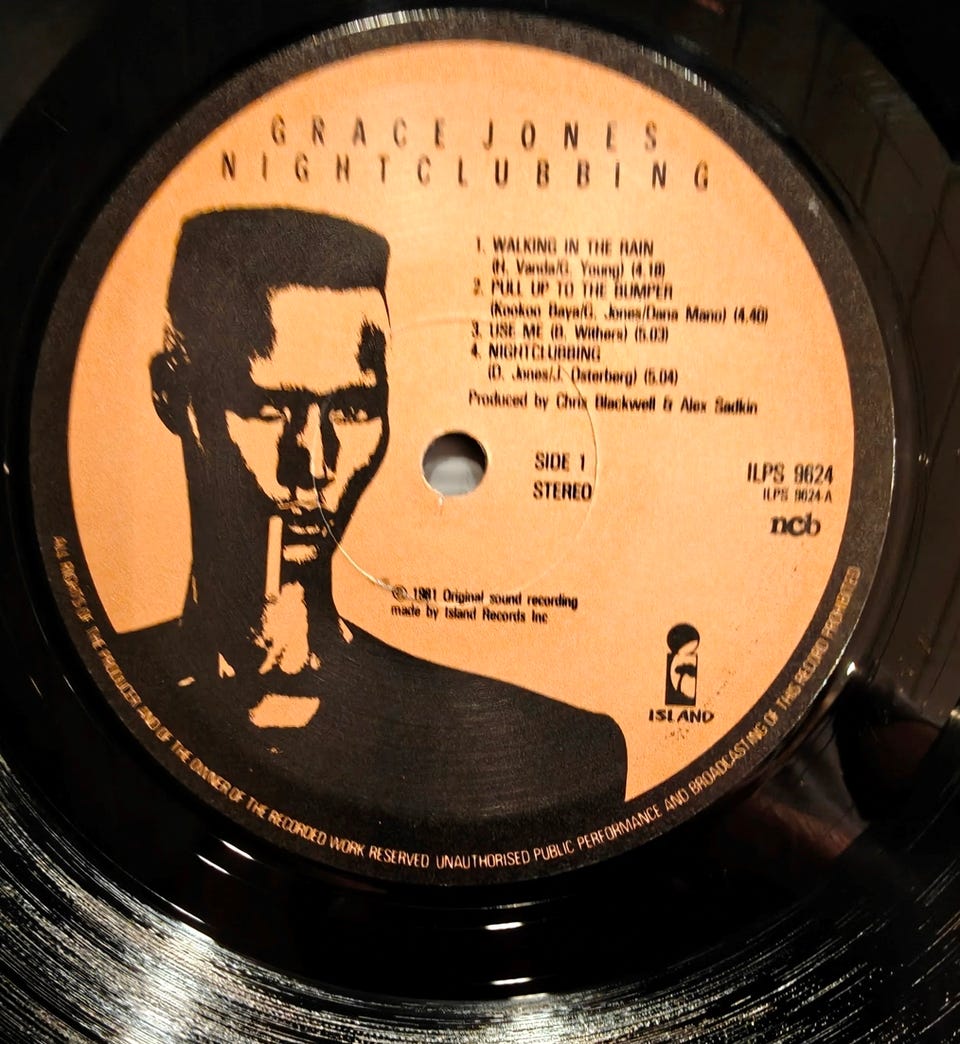 GRACE JONES
NIGHTCLUBBING
1. WALKING IN THE RAIN
(H. Vanda/G. Young) (4.18)
2. PULL UP TO THE BUMPER
(Kookoo Baya/G. Jones/Dana Mano) (4.40)
3. USE ME (B. Withers) (5.03)
4. NIGHTCLUBBING
(D. Jones/J. Osterberg) (5.04)
Produced by Chris Blackwell & Alex Sadkin
SIDE 1
STEREO
ILPS 9624
ILPS 9624-A
ncb
Ⓟ 1981 Original sound recording
made by Island Records Inc
ISLAND
ALL RIGHTS OF THE PRODUCER AND OF THE OWNER OF THE RECORDED WORK RESERVED UNAUTHORISED PUBLIC PERFORMANCE AND BROADCASTING OF THIS RECORD PROHIBITED